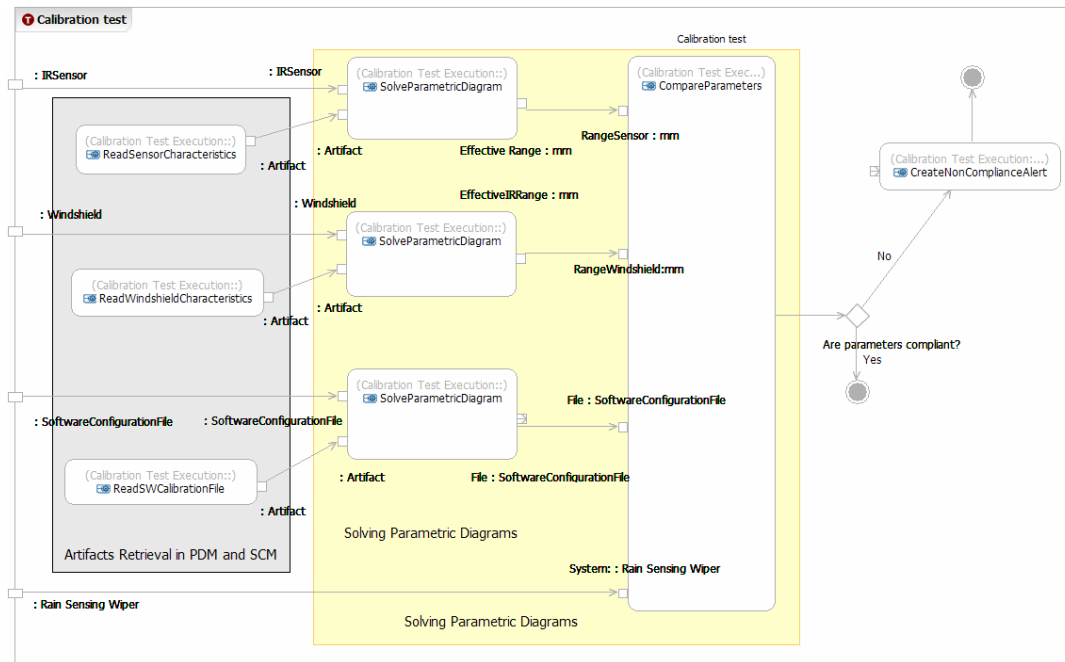 Calibration test
Calibration test
: IRSensor
: IRSensor
(Calibration Test Execution::)
SolveParametricDiagram
(Calibration Test Exec...)
CompareParameters
(Calibration Test Execution::)
ReadSensorCharacteristics
: Artifact
: Artifact
Effective Range : mm
RangeSensor : mm
(Calibration Test Execution:...)
CreateNonComplianceAlert
: Windshield
: Windshield
EffectiveIRRange : mm
(Calibration Test Execution::)
SolveParametricDiagram
RangeWindshield:mm
(Calibration Test Execution::)
ReadWindshieldCharacteristics
: Artifact
: Artifact
No
Are parameters compliant?
Yes
(Calibration Test Execution::)
SolveParametricDiagram
File : SoftwareConfigurationFile
: SoftwareConfigurationFile
: SoftwareConfigurationFile
(Calibration Test Execution::)
ReadSWCalibrationFile
: Artifact
: Artifact
File : SoftwareConfigurationFile
Solving Parametric Diagrams
Artifacts Retrieval in PDM and SCM
System: : Rain Sensing Wiper
: Rain Sensing Wiper
Solving Parametric Diagrams